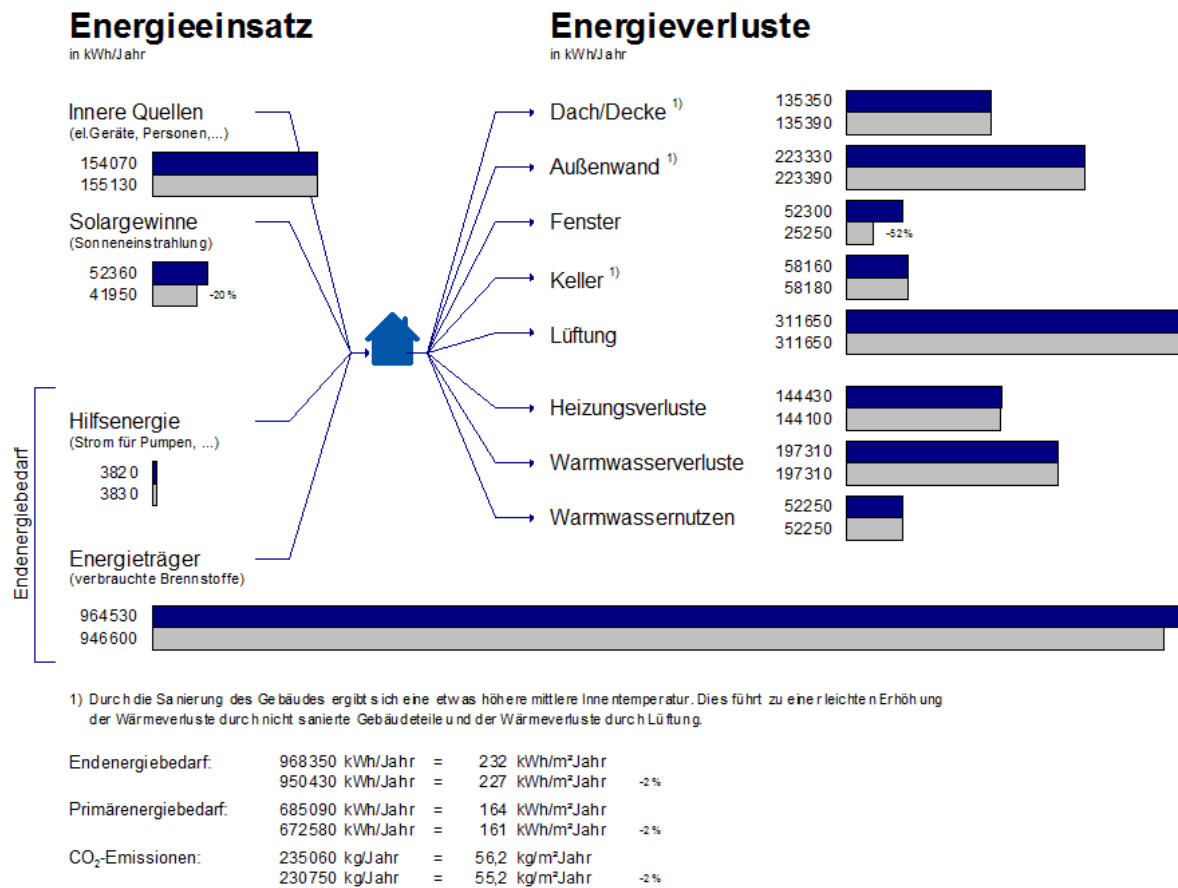 Energieeinsatz
in kWh/Jahr
Innere Quellen
(el.Geräte, Personen,...)
154070
155130
Solargewinne
(Sonneneinstrahlung)
52360
41950 -20%
Hilfsenergie
(Strom für Pumpen, ...)
3820
3830
Energieträger
(verbrauchte Brennstoffe)
964530
946600
Endenergiebedarf
Energieverluste
in kWh/Jahr
Dach/Decke 1)
135350
135390
Außenwand 1)
223330
223390
Fenster
52300
25250 -52%
Keller 1)
58160
58180
Lüftung
311650
311650
Heizungsverluste
144430
144100
Warmwasserverluste
197310
197310
Warmwassernutzen
52250
52250
1) Durch die Sanierung des Gebäudes ergibt sich eine etwas höhere mittlere Innentemperatur. Dies führt zu einer leichten Erhöhung
der Wärmeverluste durch nicht sanierte Gebäudeteile und der Wärmeverluste durch Lüftung.
Endenergiebedarf: 968350 kWh/Jahr = 232 kWh/m²Jahr
950430 kWh/Jahr = 227 kWh/m²Jahr -2%
Primärenergiebedarf: 685090 kWh/Jahr = 164 kWh/m²Jahr
672580 kWh/Jahr = 161 kWh/m²Jahr -2%
CO₂-Emissionen: 235060 kg/Jahr = 56,2 kg/m²Jahr
230750 kg/Jahr = 55,2 kg/m²Jahr -2%